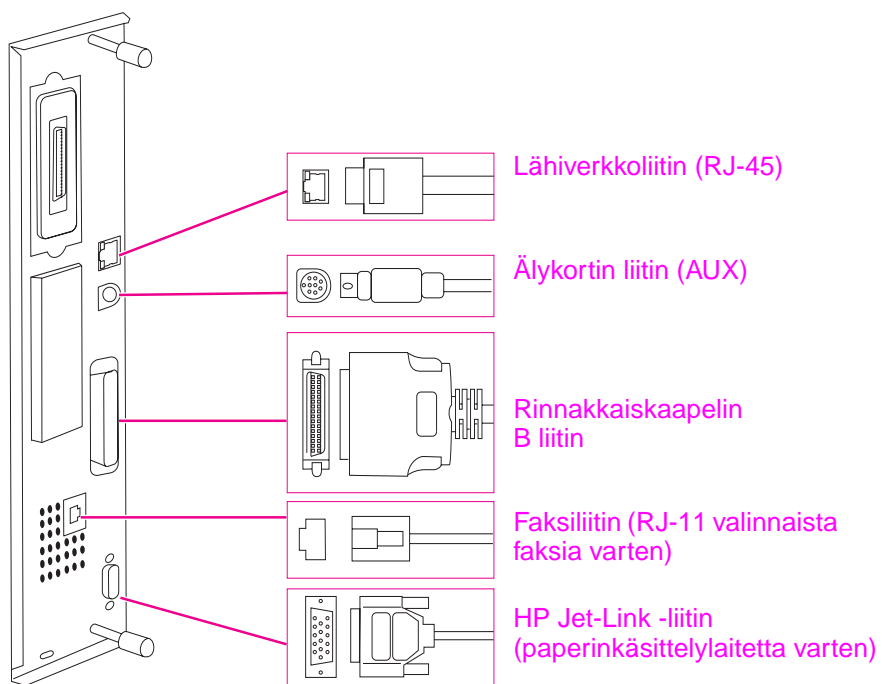 Lähiverkkoliitin (RJ-45)
Älykortin liitin (AUX)
Rinnakkaiskaapelin
B liitin
Faksiliitin (RJ-11 valinnaista
faksia varten)
HP Jet-Link -liitin
(paperinkäsittelylaitetta varten)